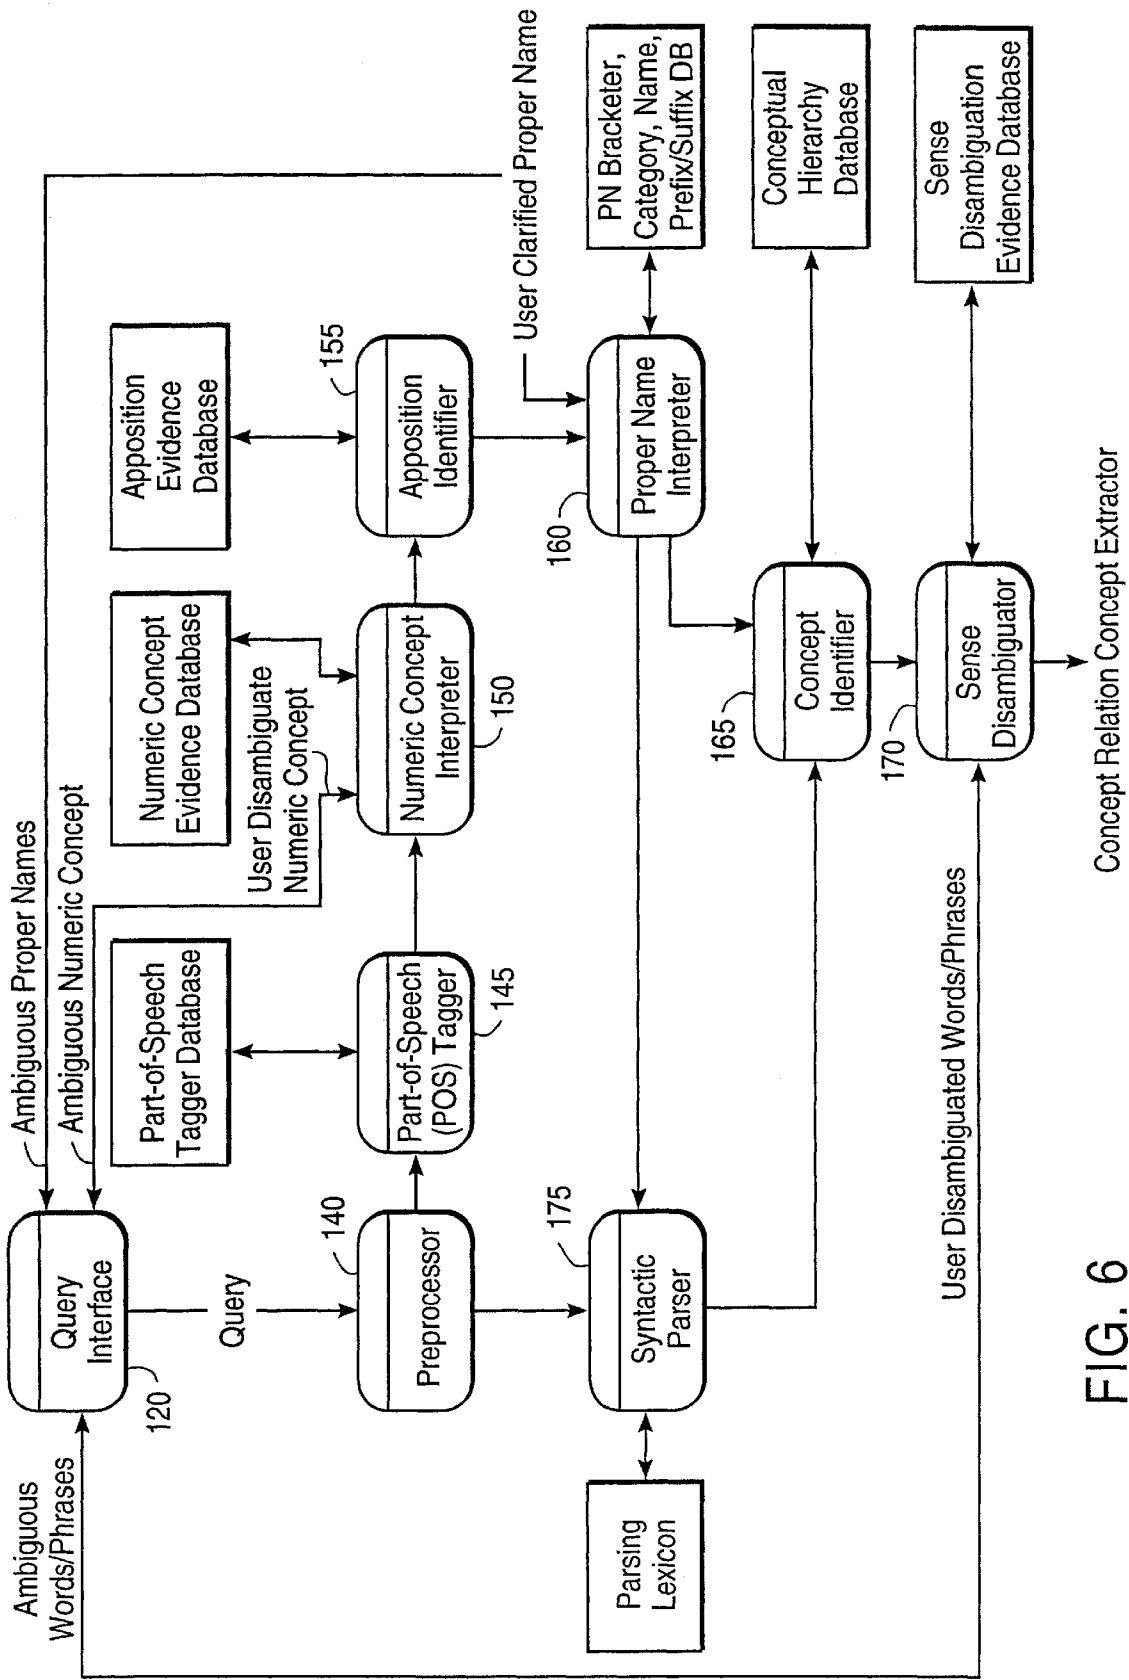 Ambiguous
Words/Phrases
Query
Interface
120
Ambiguous Proper Names
Ambiguous Numeric Concept
Query
Part-of-Speech
Tagger Database
Numeric Concept
Evidence Database
Apposition
Evidence
Database
User Disambiguate
Numeric Concept
Preprocessor
140
Part-of-Speech
(POS) Tagger
145
Numeric Concept
Interpreter
150
Apposition
Identifier
155
User Clarified Proper Name
Parsing
Lexicon
Syntactic
Parser
175
Proper Name
Interpreter
160
PN Bracketer,
Category, Name,
Prefix/Suffix DB
Concept
Identifier
165
Conceptual
Hierarchy
Database
User Disambiguated Words/Phrases
Sense
Disambiguator
170
Sense
Disambiguation
Evidence Database
Concept Relation Concept Extractor
FIG. 6